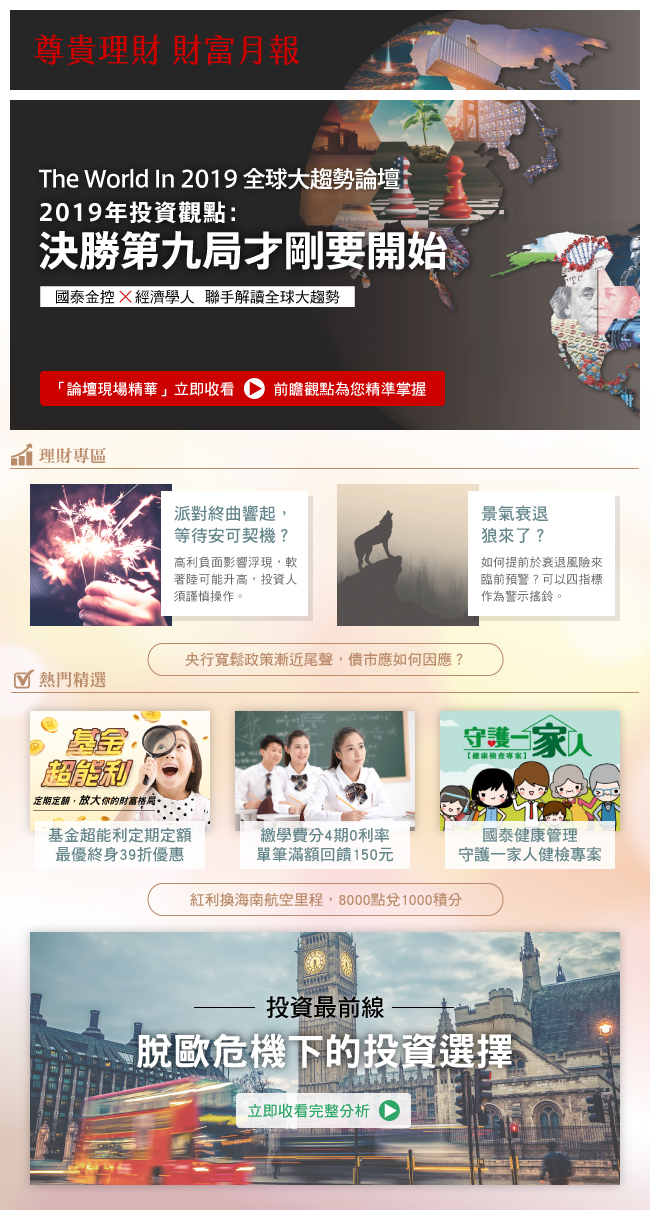 尊貴理財 財富月報
The World In 2019 全球大趨勢論壇
2019年投資觀點:
決勝第九局才剛要開始
國泰金控×經濟學人 聯手解讀全球大趨勢
「論壇現場精華」立即收看 前瞻觀點為您精準掌握
理財專區
派對終曲響起，
等待安可契機？
高利負面影響浮現，軟
著陸可能升高，投資人
須謹慎操作。
景氣衰退
狼來了？
如何提前於衰退風險來
臨前預警？可以四指標
作為警示搖鈴。
央行寬鬆政策漸近尾聲，債市應如何因應？
熱門精選
基金
超能利
定期定額，放大你的財富格局
基金超能利定期定額
最優終身39折優惠
繳學費分4期0利率
單筆滿額回饋150元
守護一家人
【健康檢查專案】
國泰健康管理
守護一家人健檢專案
紅利換海南航空里程，8000點兌1000積分
投資最前線
脫歐危機下的投資選擇
立即收看完整分析